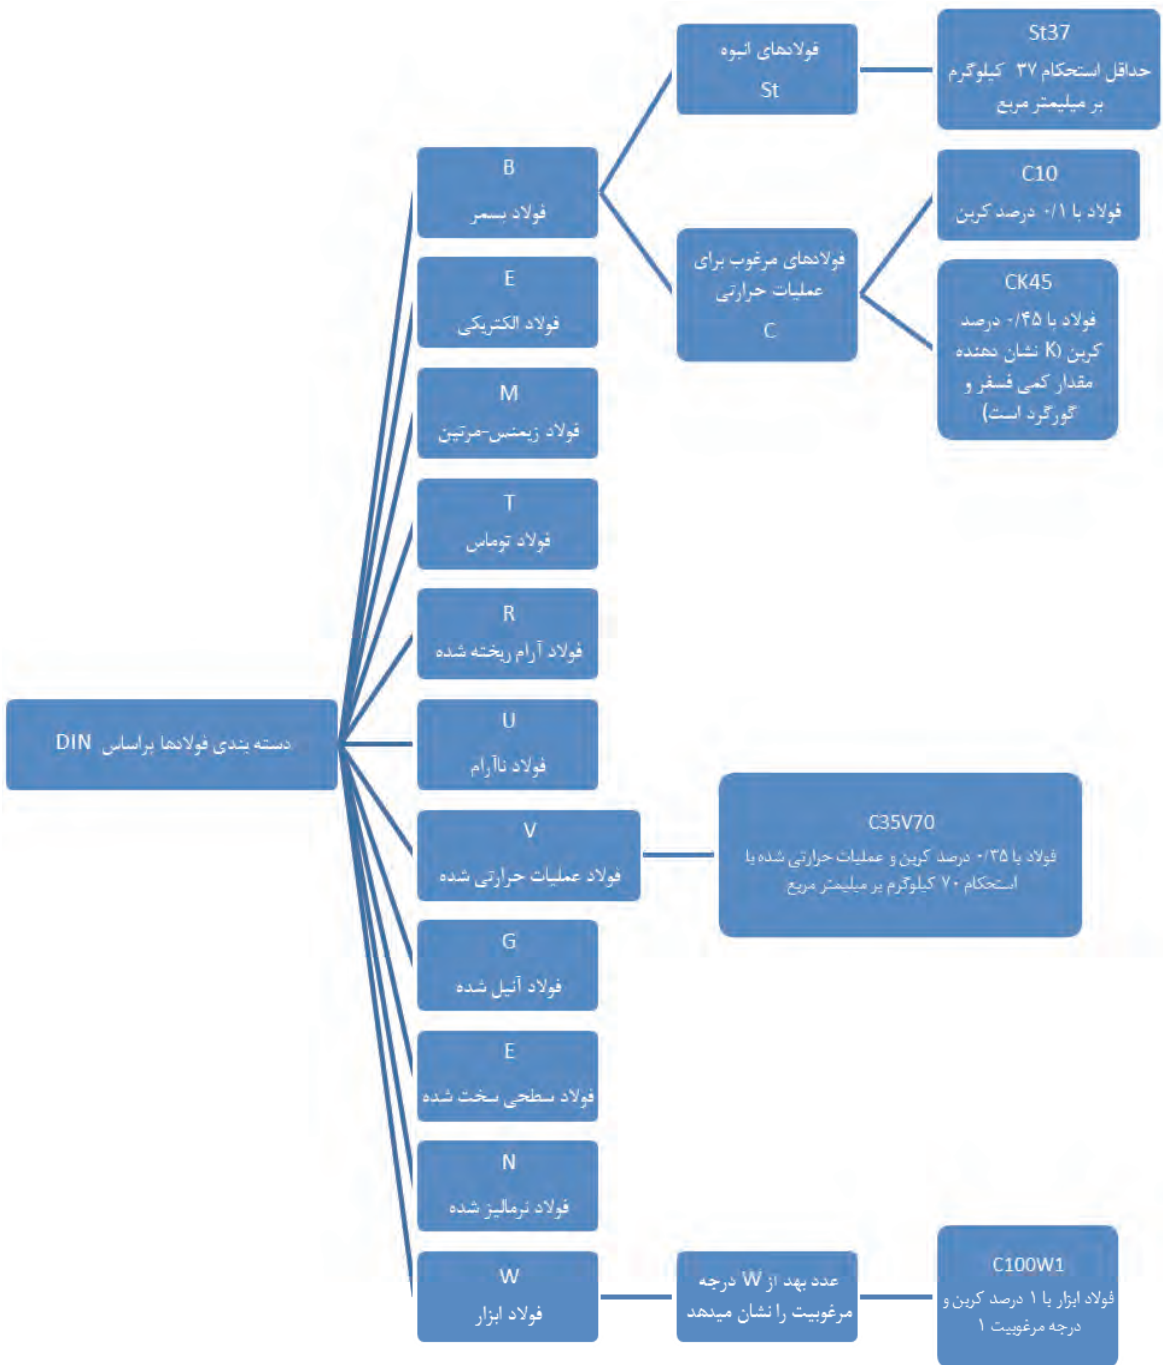 دسته بندی فولادها براساس DIN
B
فولاد بسمر
فولادهای انبوه
St
St37
حداقل استحکام ۳۷ کیلوگرم
بر میلیمتر مربع
فولادهای مرغوب برای
عملیات حرارتی
C
C10
فولاد با ۰/۱ درصد کربن
CK45
فولاد با ۰/۴۵ درصد
کربن (K نشان دهنده
مقدار کمی فسفر و
گورگرد است)
E
فولاد الکتریکی
M
فولاد زیمنس-مرتین
T
فولاد توماس
R
فولاد آرام ریخته شده
U
فولاد ناآرام
V
فولاد عملیات حرارتی شده
C35V70
فولاد با ۰/۳۵ درصد کربن و عملیات حرارتی شده با
استحکام ۷۰ کیلوگرم بر میلیمتر مربع
G
فولاد آنیل شده
E
فولاد سطحی سخت شده
N
فولاد نرمالیز شده
W
فولاد ابزار
عدد بهد از W درجه
مرغوبیت را نشان میدهد
C100W1
فولاد ابزار با ۱ درصد کربن و
درجه مرغوبیت ۱